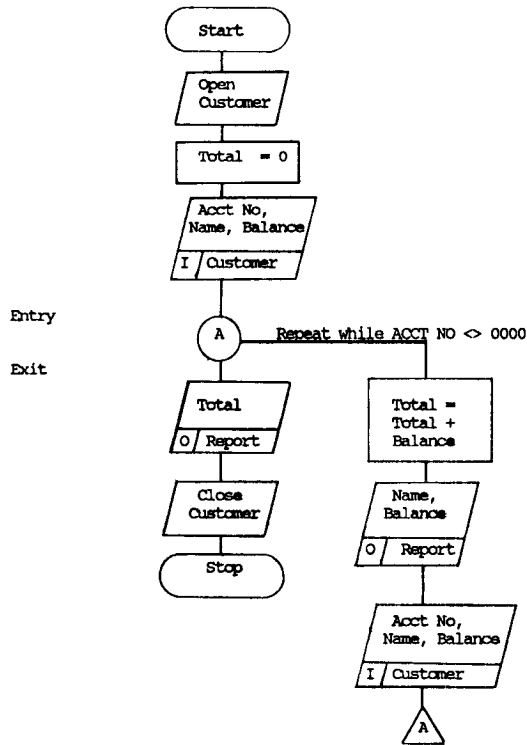 Start
Open
Customer
Total = 0
Acct No,
Name, Balance
I Customer
Entry
A
Repeat while ACCT NO <> 0000
Exit
Total
O Report
Close
Customer
Stop
Total =
Total +
Balance
Name,
Balance
O Report
Acct No,
Name, Balance
I Customer
A